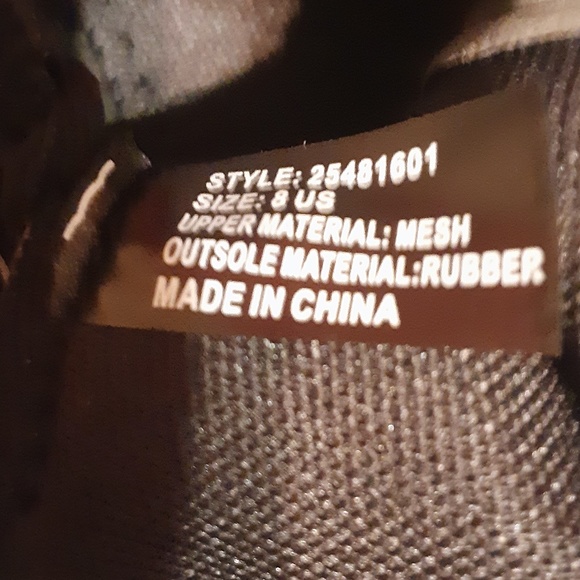 STYLE: 25481601
SIZE: 8 US
UPPER MATERIAL: MESH
OUTSOLE MATERIAL:RUBBER
MADE IN CHINA